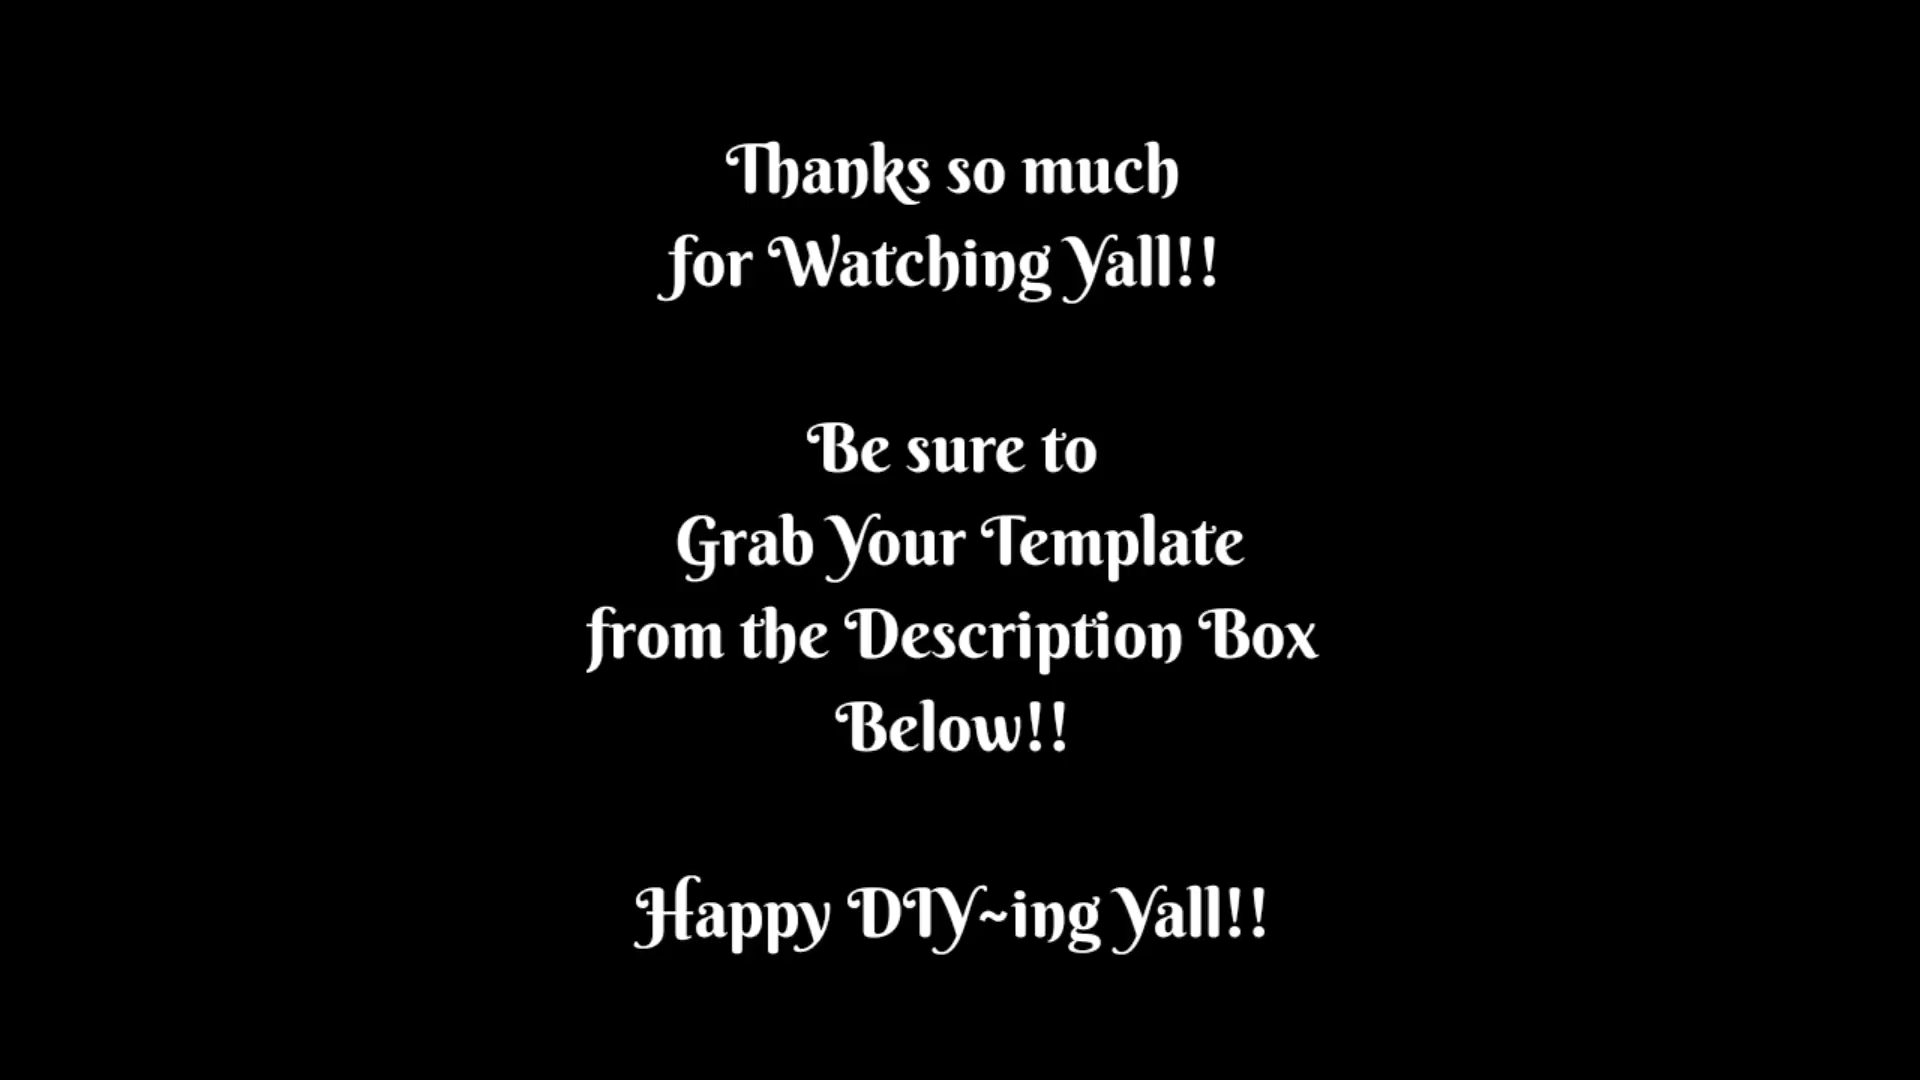 Thanks so much
for Watching Yall!!
Be sure to
Grab Your Template
from the Description Box
Below!!
Happy DIY~ing Yall!!